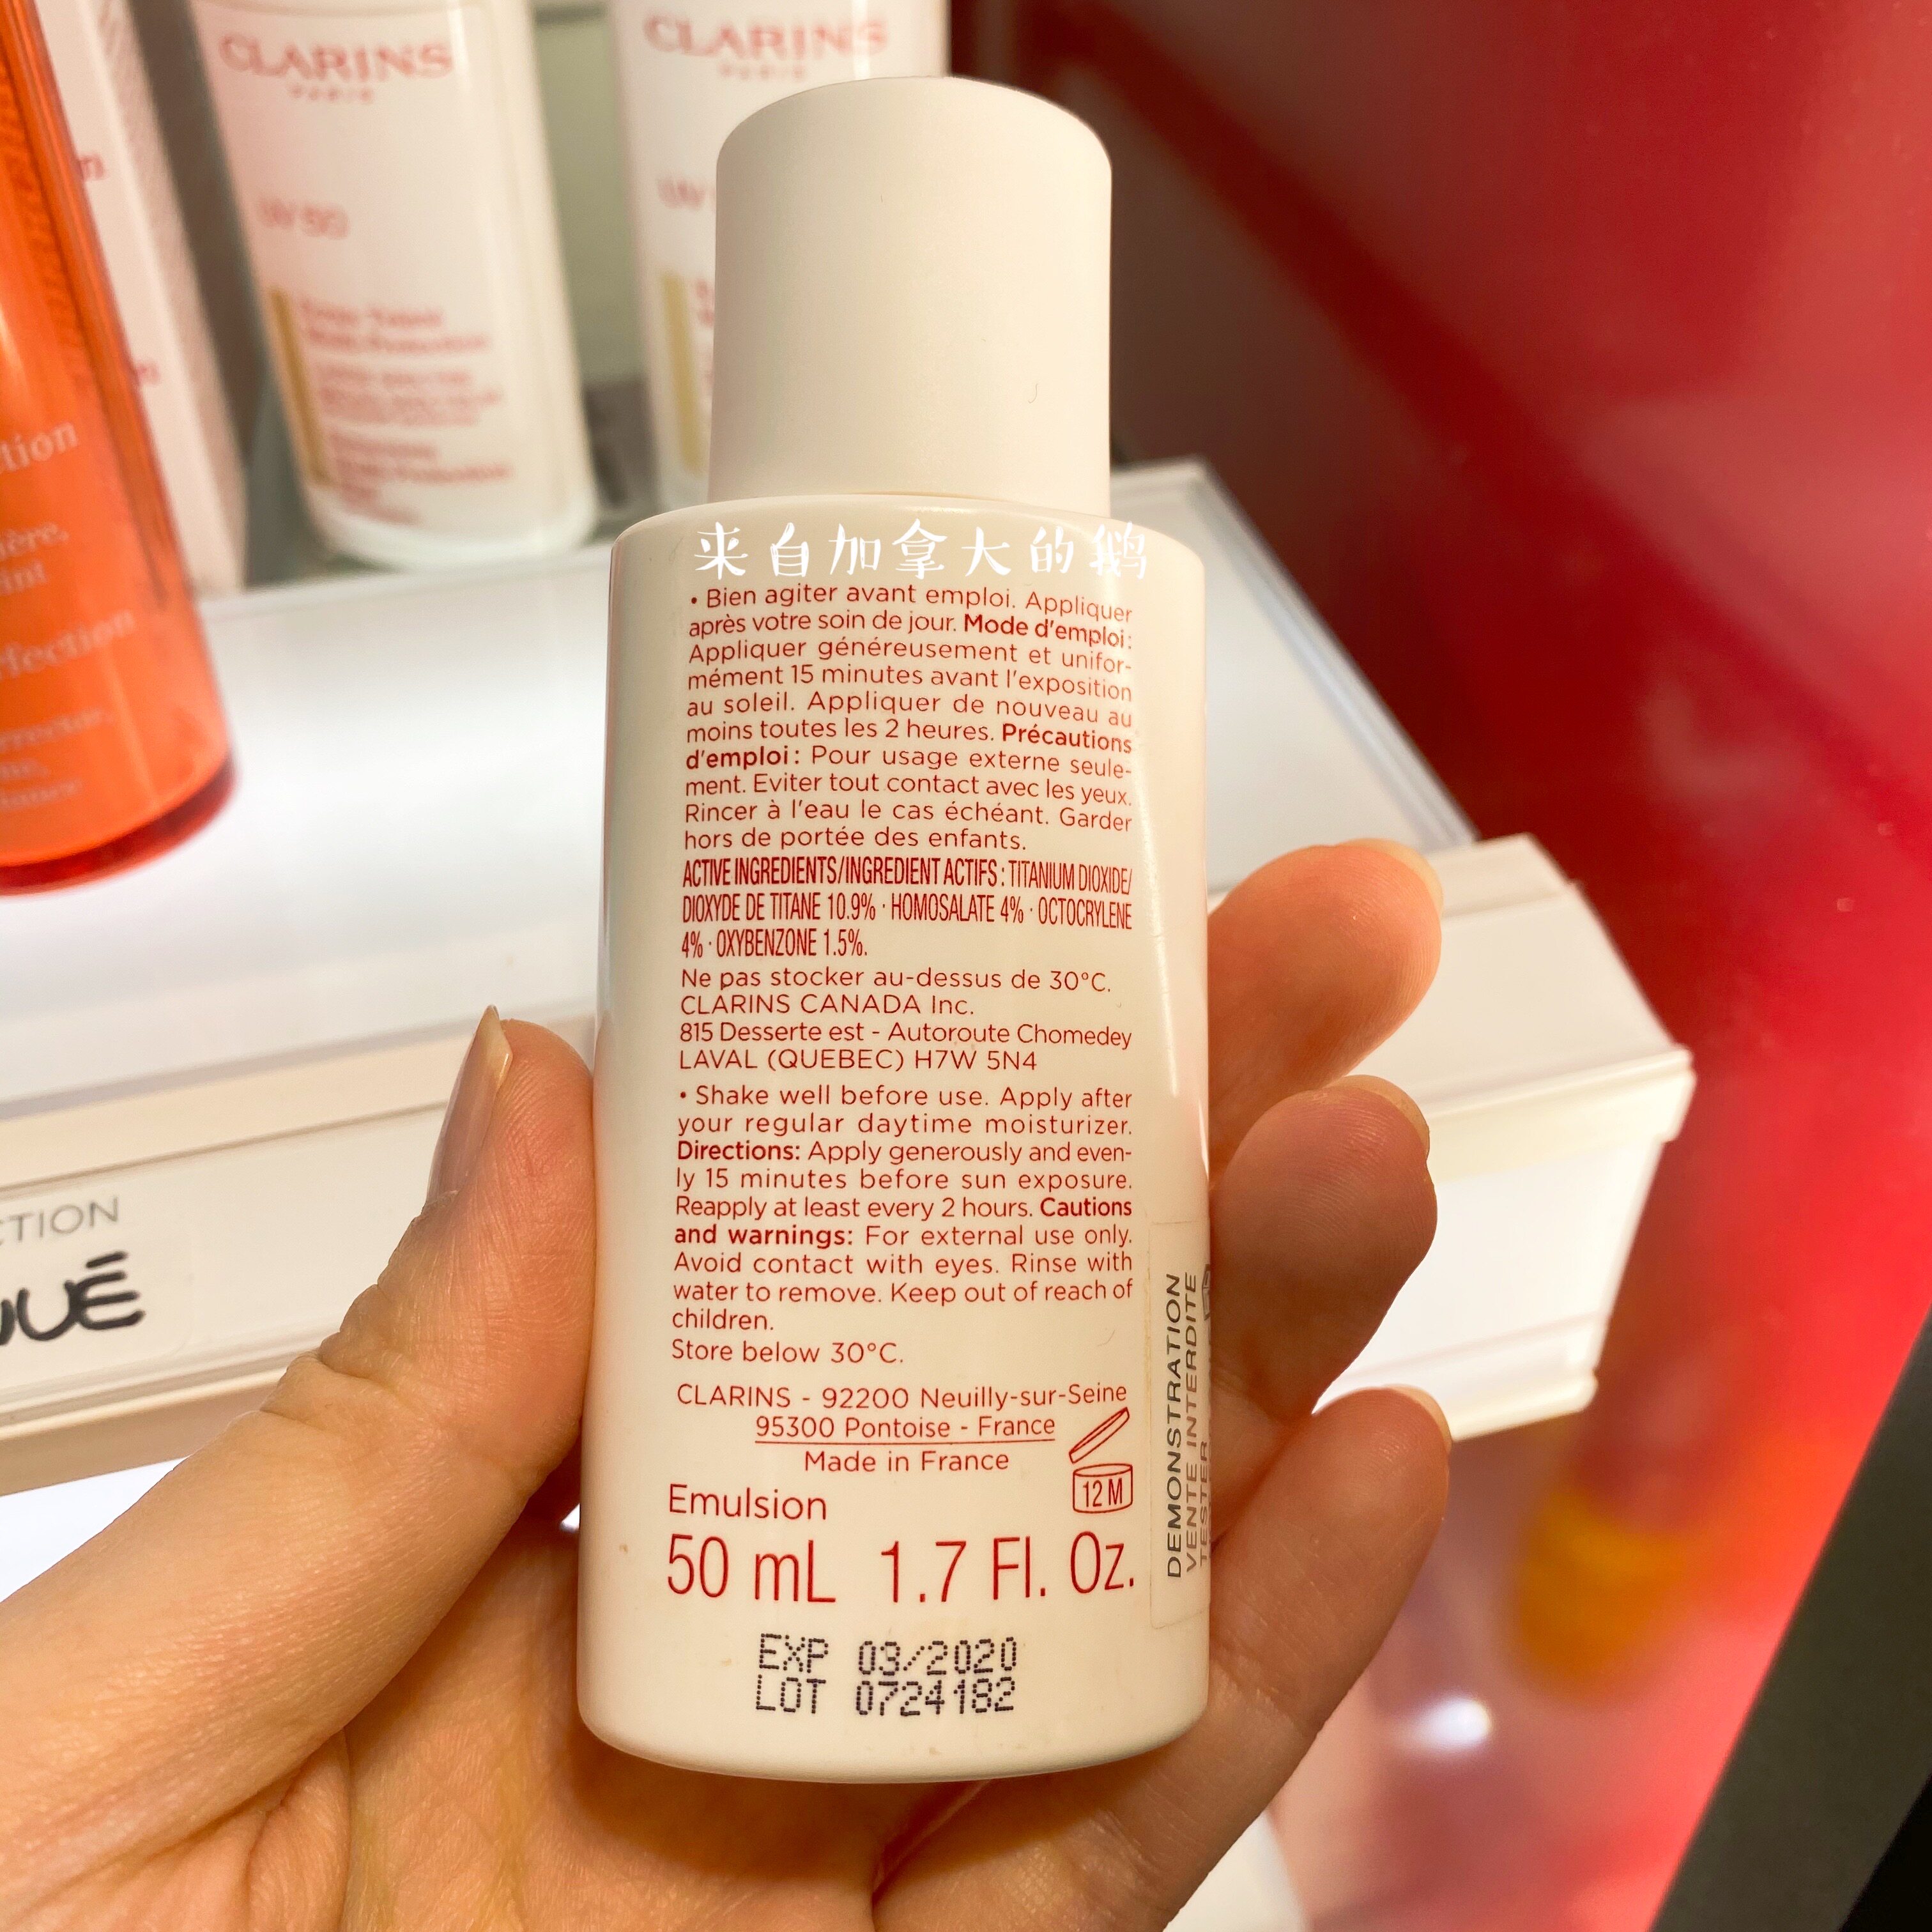 CLARINS
PARIS
UV 50
CLARINS
PARIS
UV
来自加拿大的鹅
• Bien agiter avant emploi. Appliquer
après votre soin de jour. Mode d'emploi:
Appliquer généreusement et unifor-
mément 15 minutes avant l'exposition
au soleil. Appliquer de nouveau au
moins toutes les 2 heures. Précautions
d'emploi: Pour usage externe seule-
ment. Eviter tout contact avec les yeux.
Rincer à l'eau le cas échéant. Garder
hors de portée des enfants.
ACTIVE INGREDIENTS/INGREDIENT ACTIFS : TITANIUM DIOXIDE/
DIOXYDE DE TITANE 10.9% · HOMOSALATE 4% · OCTOCRYLENE
4% · OXYBENZONE 1.5%.
Ne pas stocker au-dessus de 30°C.
CLARINS CANADA Inc.
815 Desserte est - Autoroute Chomedey
LAVAL (QUEBEC) H7W 5N4
• Shake well before use. Apply after
your regular daytime moisturizer.
Directions: Apply generously and even-
ly 15 minutes before sun exposure.
Reapply at least every 2 hours. Cautions
and warnings: For external use only.
Avoid contact with eyes. Rinse with
water to remove. Keep out of reach of
children.
Store below 30°C.
CLARINS - 92200 Neuilly-sur-Seine
95300 Pontoise - France
Made in France
12 M
Emulsion
50 mL 1.7 Fl. Oz.
EXP 03/2020
LOT 0724182
DEMONSTRATION
VENTE INTERDITE
TESTER
CTION
UÉ